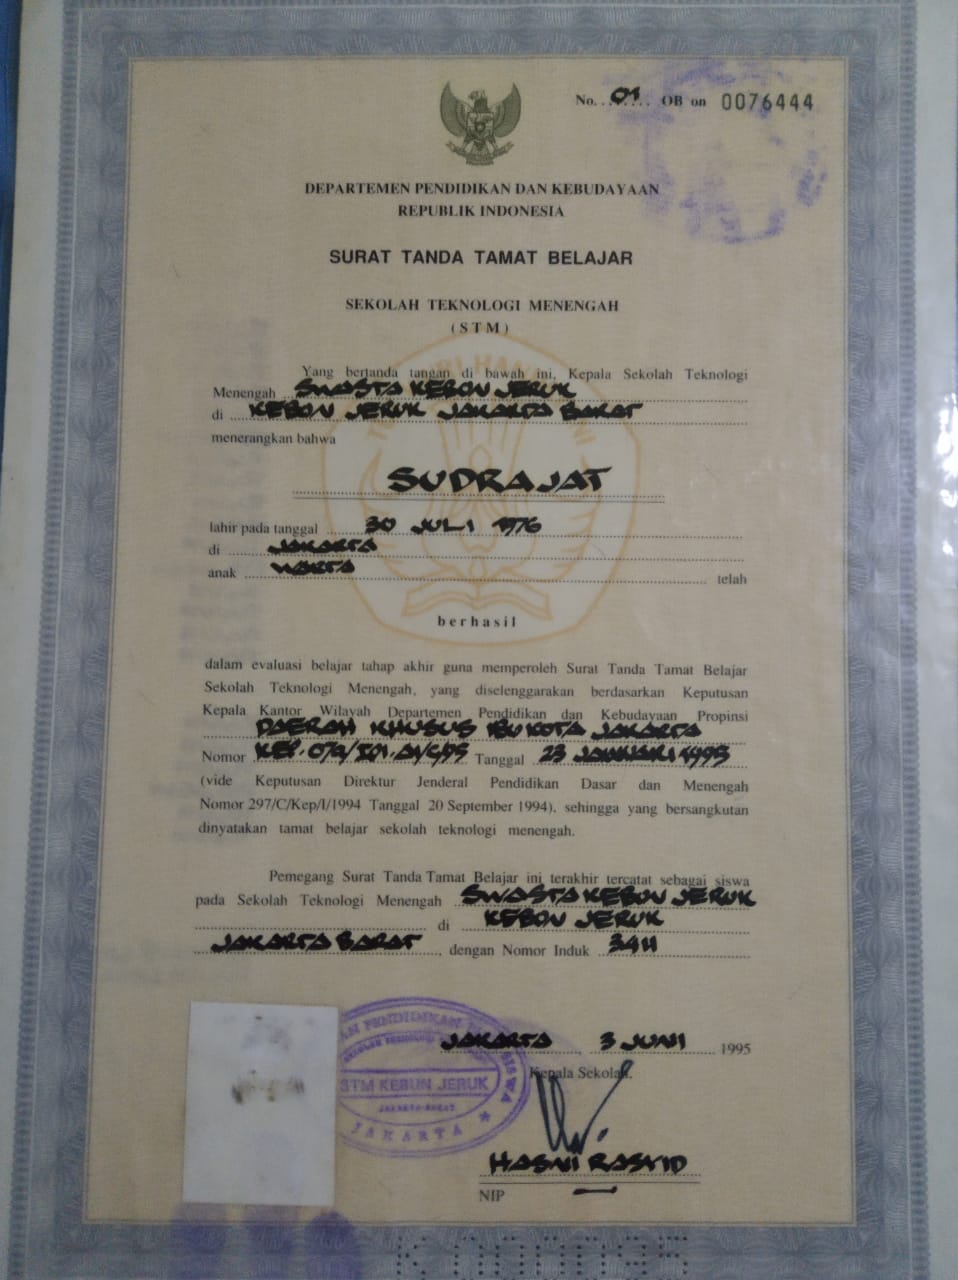 No. 01 OB on 0076444
DEPARTEMEN PENDIDIKAN DAN KEBUDAYAAN
REPUBLIK INDONESIA
SURAT TANDA TAMAT BELAJAR
SEKOLAH TEKNOLOGI MENENGAH
(STM)
Yang bertanda tangan di bawah ini, Kepala Sekolah Teknologi
Menengah SWASTA KEBON JERUK
di KEBON JERUK JAKARTA BARAT
menerangkan bahwa
SUDRAJAT
lahir pada tanggal 30 JULI 1976
di JAKARTA
anak WARTA telah
berhasil
dalam evaluasi belajar tahap akhir guna memperoleh Surat Tanda Tamat Belajar
Sekolah Teknologi Menengah, yang diselenggarakan berdasarkan Keputusan
Kepala Kantor Wilayah Departemen Pendidikan dan Kebudayaan Propinsi
DAERAH KHUSUS IBU KOTA JAKARTA
Nomor Tanggal 23 JANUARI 1995
(vide Keputusan Direktur Jenderal Pendidikan Dasar dan Menengah
Nomor 297/C/Kep/I/1994 Tanggal 20 September 1994), sehingga yang bersangkutan
dinyatakan tamat belajar sekolah teknologi menengah.
Pemegang Surat Tanda Tamat Belajar ini terakhir tercatat sebagai siswa
pada Sekolah Teknologi Menengah SWASTA KEBON JERUK
di KEBON JERUK
JAKARTA BARAT, dengan Nomor Induk 3411
JAKARTA, 3 JUNI 1995
Kepala Sekolah,
STM KEBUN JERUK
JAKARTA-BARAT
JAKARTA
HASNI RASYID
NIP